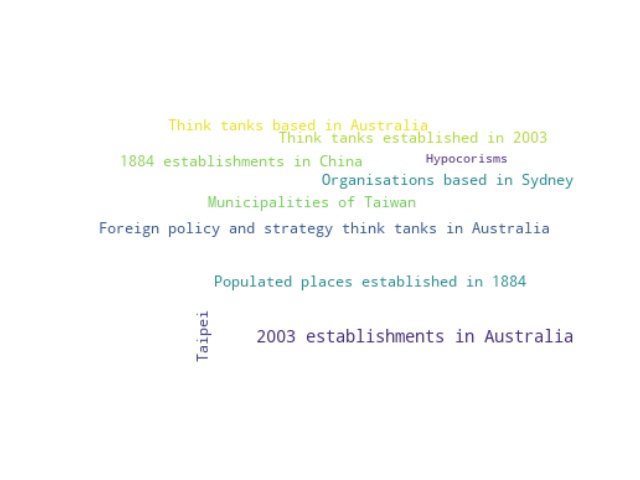 Think tanks based in Australia
Think tanks established in 2003
1884 establishments in China
Hypocorisms
Organisations based in Sydney
Municipalities of Taiwan
Foreign policy and strategy think tanks in Australia
Populated places established in 1884
Taipei
2003 establishments in Australia